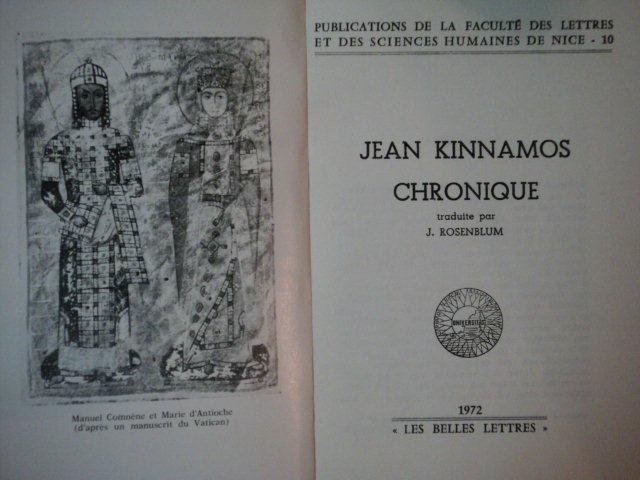 Manuel Comnène et Marie d'Antioche
(d'après un manuscrit du Vatican)
PUBLICATIONS DE LA FACULTÉ DES LETTRES
ET DES SCIENCES HUMAINES DE NICE - 10
JEAN KINNAMOS
CHRONIQUE
traduite par
J. ROSENBLUM
UNIVERSITAS
1972
« LES BELLES LETTRES »